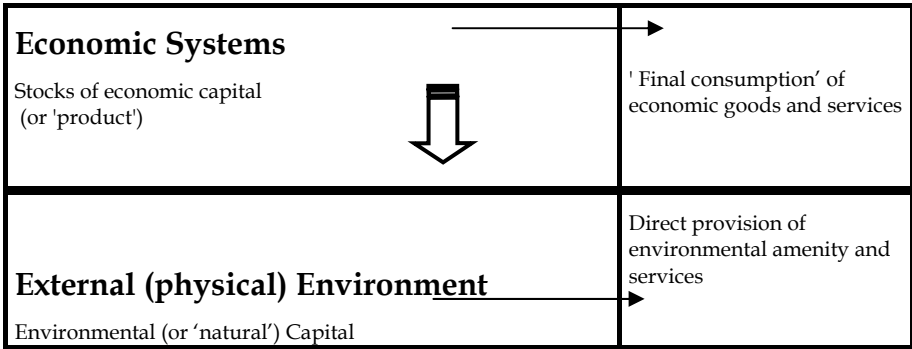 Economic Systems
Stocks of economic capital
(or 'product')
' Final consumption’ of
economic goods and services
External (physical) Environment
Environmental (or ‘natural’) Capital
Direct provision of
environmental amenity and
services